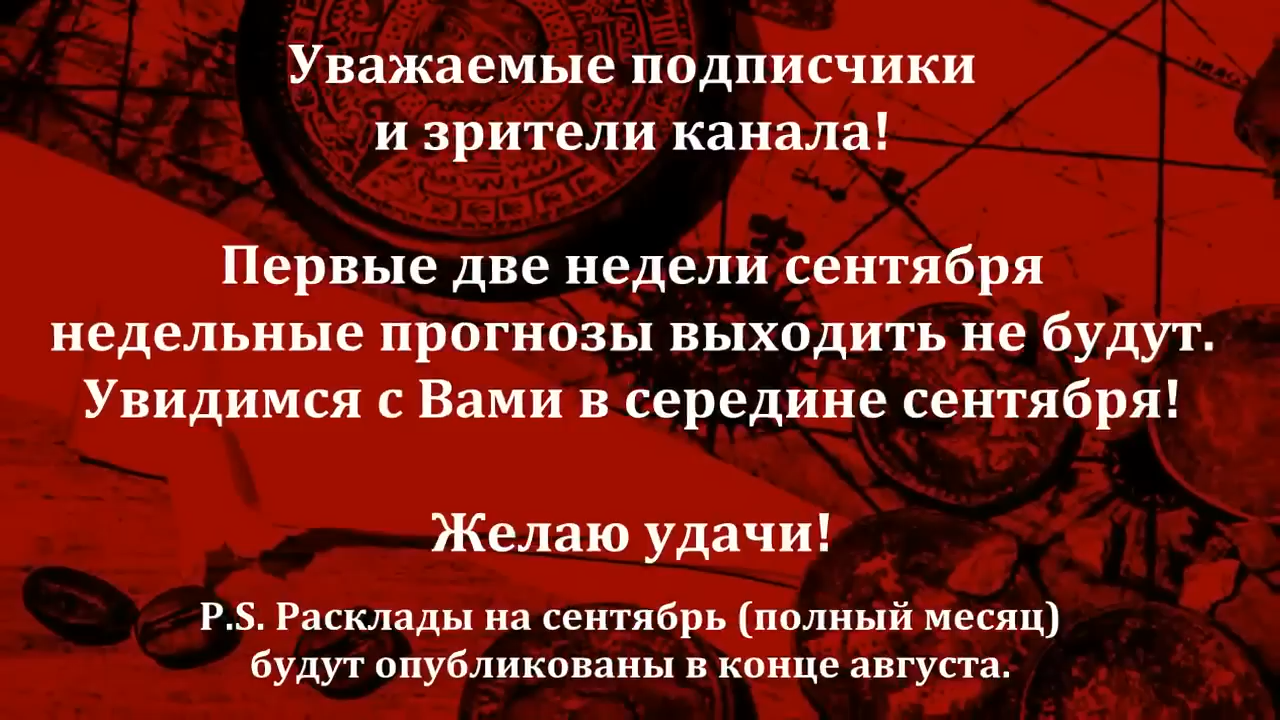 Уважаемые подписчики
и зрители канала!
Первые две недели сентября
недельные прогнозы выходить не будут.
Увидимся с Вами в середине сентября!
Желаю удачи!
P.S. Расклады на сентябрь (полный месяц)
будут опубликованы в конце августа.